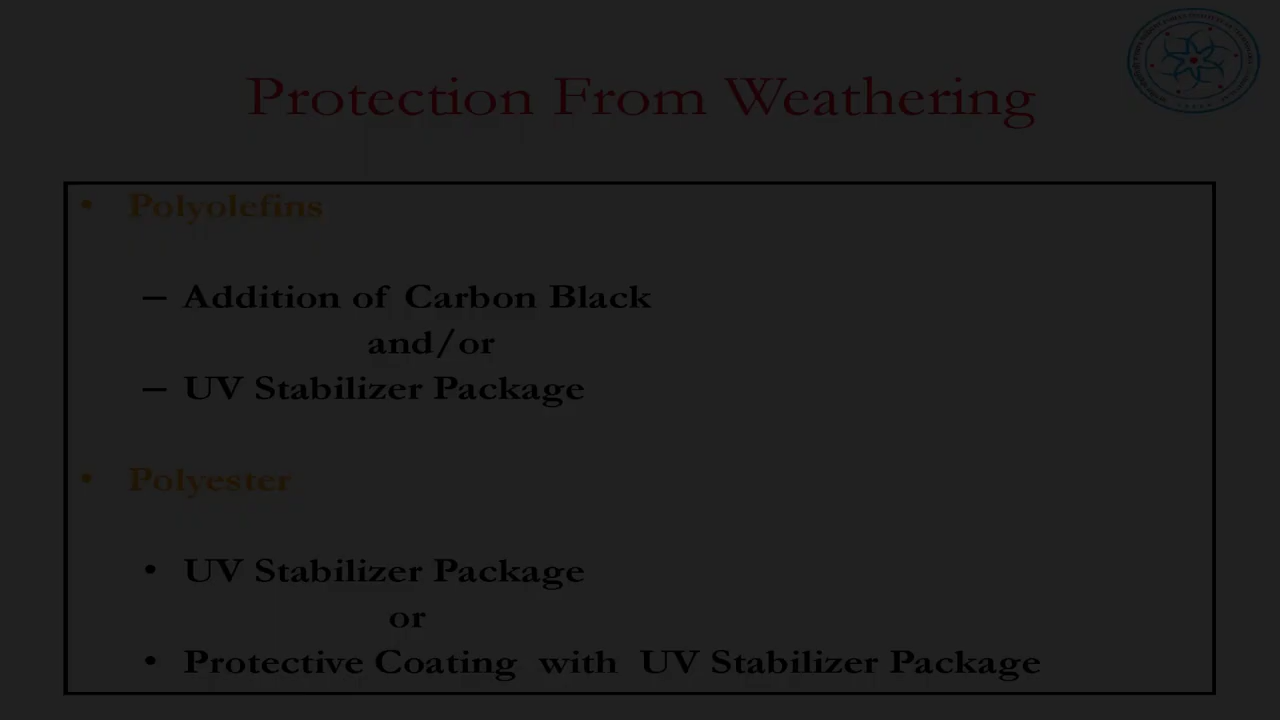 Protection From Weathering
• Polyolefins
– Addition of Carbon Black
and/or
– UV Stabilizer Package
• Polyester
• UV Stabilizer Package
or
• Protective Coating with UV Stabilizer Package